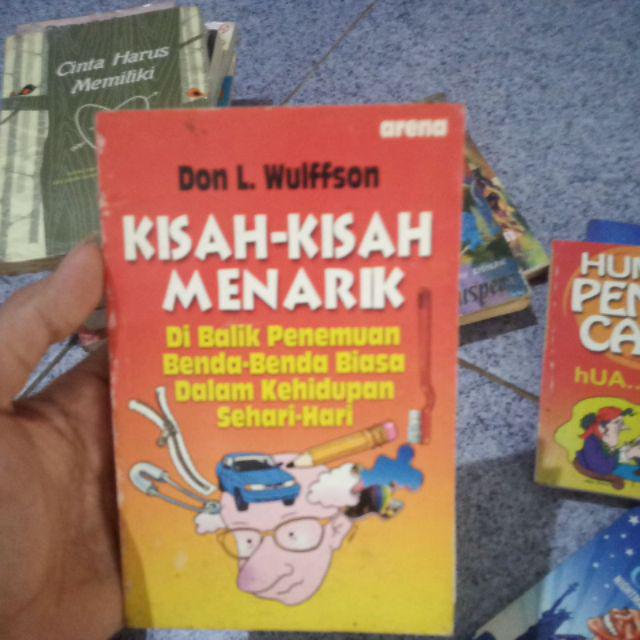 Cinta Harus
Memiliki
arena
Don L. Wulffson
KISAH-KISAH
MENARIK
Di Balik Penemuan
Benda-Benda Biasa
Dalam Kehidupan
Sehari-Hari
HUM
PEN
CA
hUA...